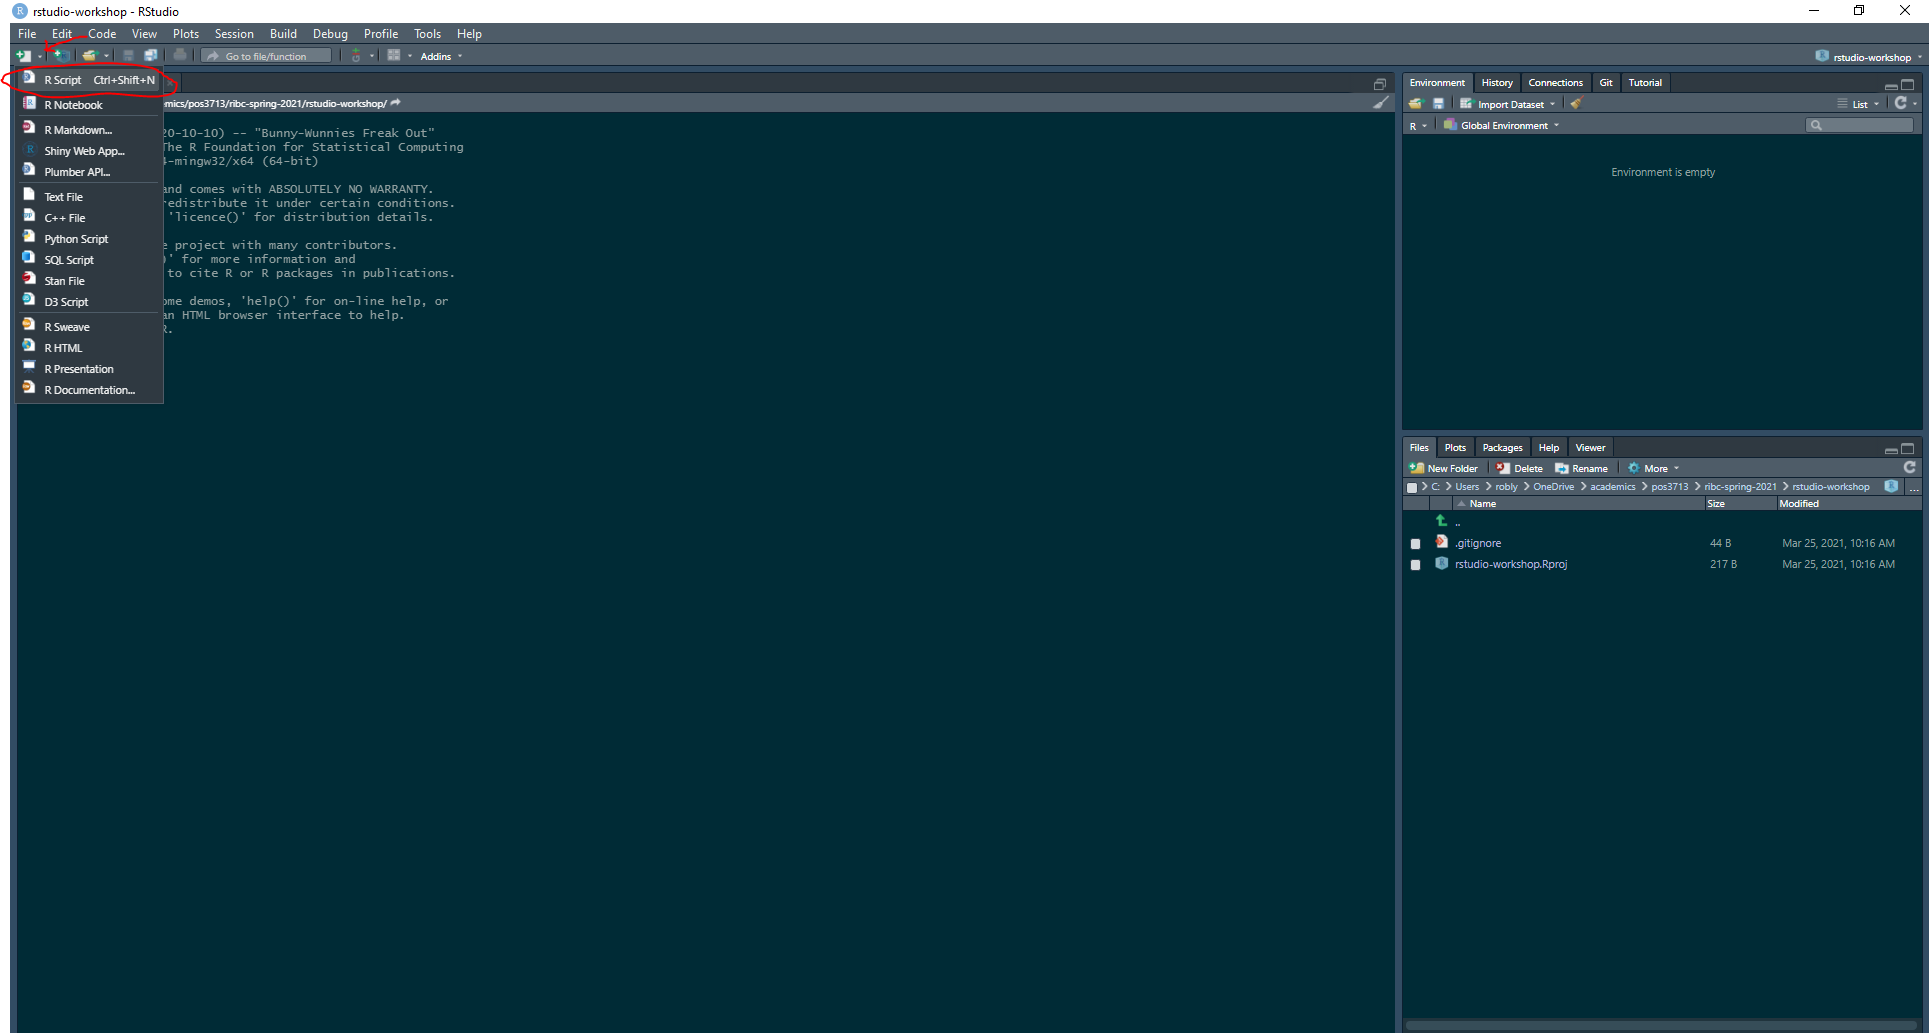 rstudio-workshop - RStudio
File Edit Code View Plots Session Build Debug Profile Tools Help
Go to file/function Addins rstudio-workshop
R Script Ctrl+Shift+N
R Notebook
R Markdown...
Shiny Web App...
Plumber API...
Text File
C++ File
Python Script
SQL Script
Stan File
D3 Script
R Sweave
R HTML
R Presentation
R Documentation...
mics/pos3713/ribc-spring-2021/rstudio-workshop/
20-10-10) -- "Bunny-Wunnies Freak Out"
The R Foundation for Statistical Computing
4-mingw32/x64 (64-bit)
and comes with ABSOLUTELY NO WARRANTY.
redistribute it under certain conditions.
'licence()' for distribution details.
e project with many contributors.
)' for more information and
to cite R or R packages in publications.
ome demos, 'help()' for on-line help, or
an HTML browser interface to help.
R.
Environment History Connections Git Tutorial
Import Dataset List
R Global Environment
Environment is empty
Files Plots Packages Help Viewer
New Folder Delete Rename More
C: > Users > robly > OneDrive > academics > pos3713 > ribc-spring-2021 > rstudio-workshop ...
Name Size Modified
..
.gitignore 44 B Mar 25, 2021, 10:16 AM
rstudio-workshop.Rproj 217 B Mar 25, 2021, 10:16 AM